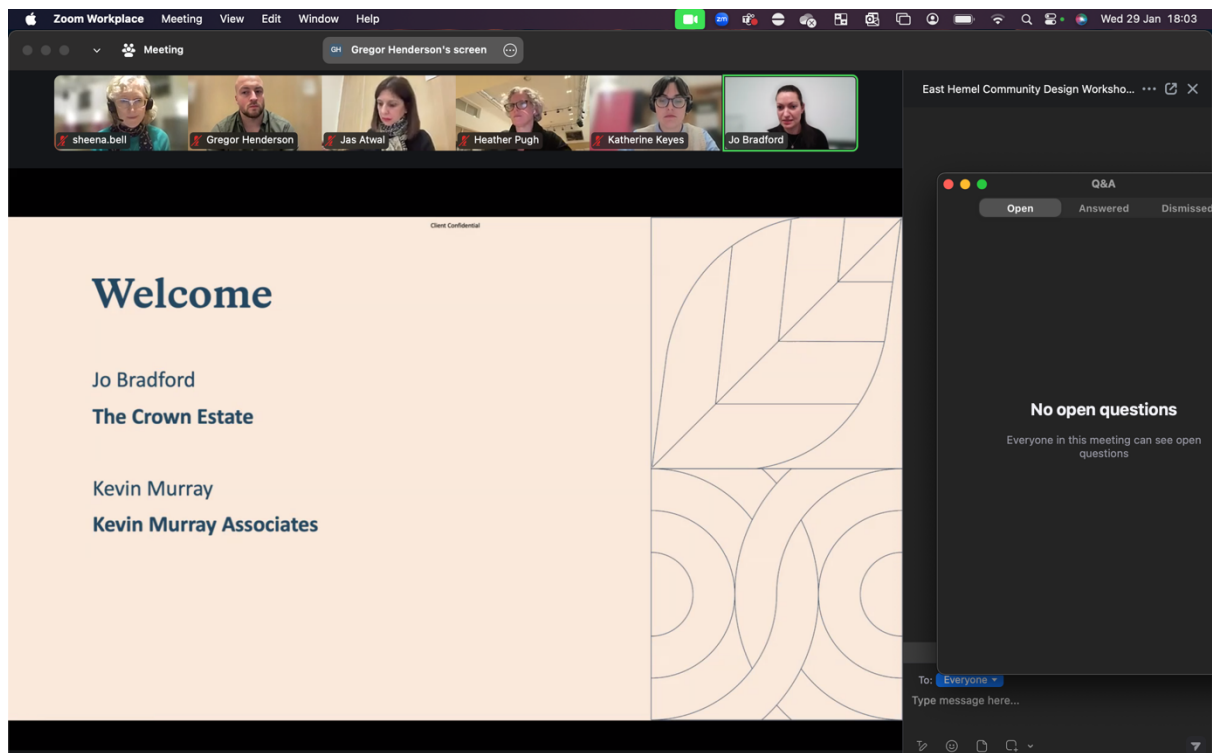 Zoom Workplace Meeting View Edit Window Help
zm
Wed 29 Jan 18:03
Meeting
GH Gregor Henderson's screen
East Hemel Community Design Worksho...
sheena.bell
Gregor Henderson
Jas Atwal
Heather Pugh
Katherine Keyes
Jo Bradford
Client Confidential
Welcome
Jo Bradford
The Crown Estate
Kevin Murray
Kevin Murray Associates
Q&A
Open Answered Dismissed
No open questions
Everyone in this meeting can see open
questions
To: Everyone
Type message here...